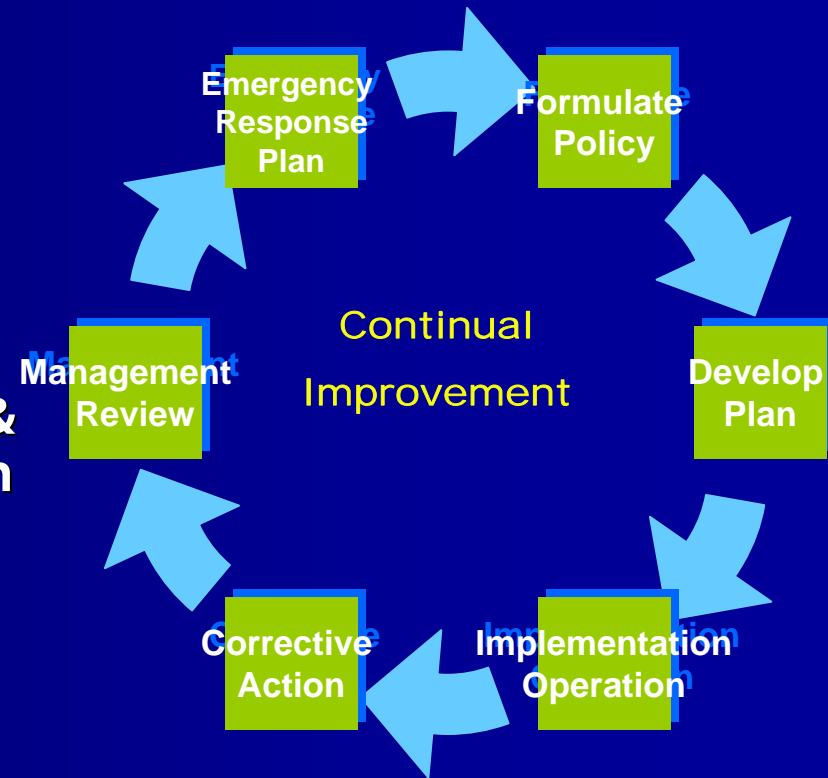 Emergency
Response
Plan
Formulate
Policy
Continual
Improvement
Management
Review
&
Develop
Plan
Corrective
Action
Implementation
Operation